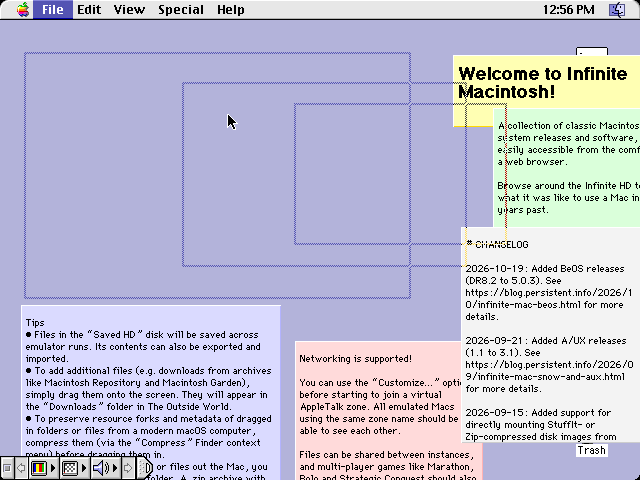 File Edit View Special Help 12:56 PM
Welcome to Infinite
Macintosh!
A collection of classic Macintos
system releases and software,
easily accessible from the comf
a web browser.
Browse around the Infinite HD to
what it was like to use a Mac in
years past.
* CHANGELOG
2026-10-19: Added BeOS releases
(DR8.2 to 5.0.3). See
https://blog.persistent.info/2026/1
0/infinite-mac-beos.html for more
details.
2026-09-21: Added A/UX releases
(1.1 to 3.1). See
https://blog.persistent.info/2026/0
9/infinite-mac-snow-and-aux.html
for more details.
2026-09-15: Added support for
directly mounting StuffIt- or
Zip-compressed disk images from
Tips
● Files in the “Saved HD” disk will be saved across
emulator runs. Its contents can also be exported and
imported.
● To add additional files (e.g. downloads from archives
like Macintosh Repository and Macintosh Garden),
simply drag them onto the screen. They will appear in
the “Downloads” folder in The Outside World.
● To preserve resource forks and metadata of dragged
in folders or files from a modern macOS computer,
compress them (via the “Compress” Finder context
menu) before dragging them in.
or files out the Mac, you
folder. A .zip archive with
Networking is supported!
You can use the “Customize...” optio
before starting to join a virtual
AppleTalk zone. All emulated Macs
using the same zone name should be
able to see each other.
Files can be shared between instances,
and multi-player games like Marathon,
Bolo and Strategic Conquest should also
Trash